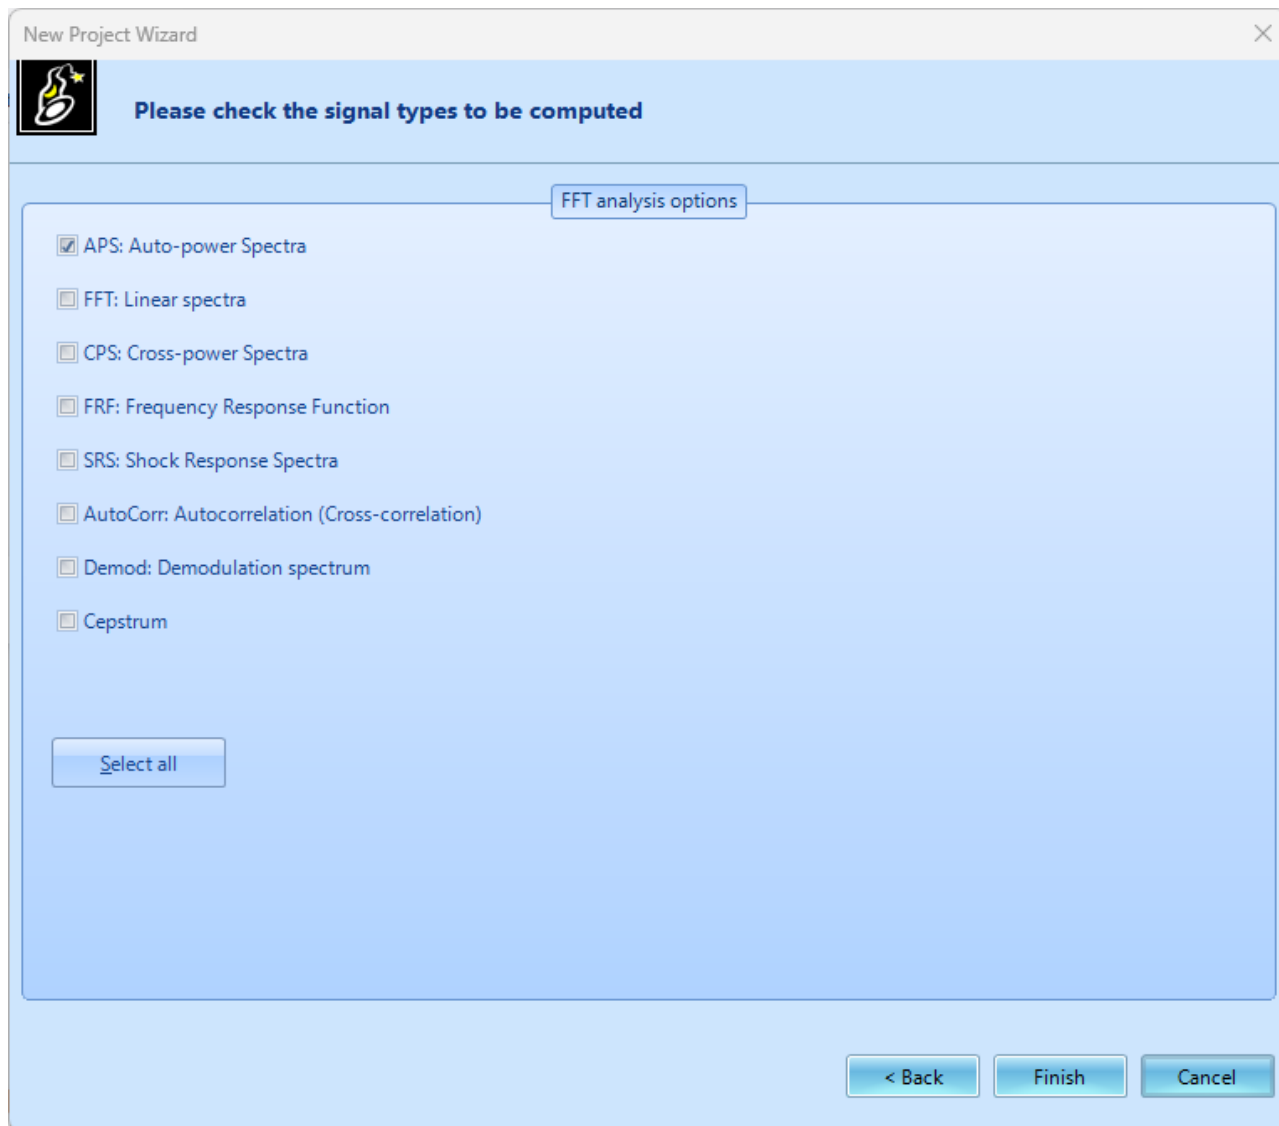 New Project Wizard
Please check the signal types to be computed
FFT analysis options
APS: Auto-power Spectra
FFT: Linear spectra
CPS: Cross-power Spectra
FRF: Frequency Response Function
SRS: Shock Response Spectra
AutoCorr: Autocorrelation (Cross-correlation)
Demod: Demodulation spectrum
Cepstrum
Select all
< Back
Finish
Cancel